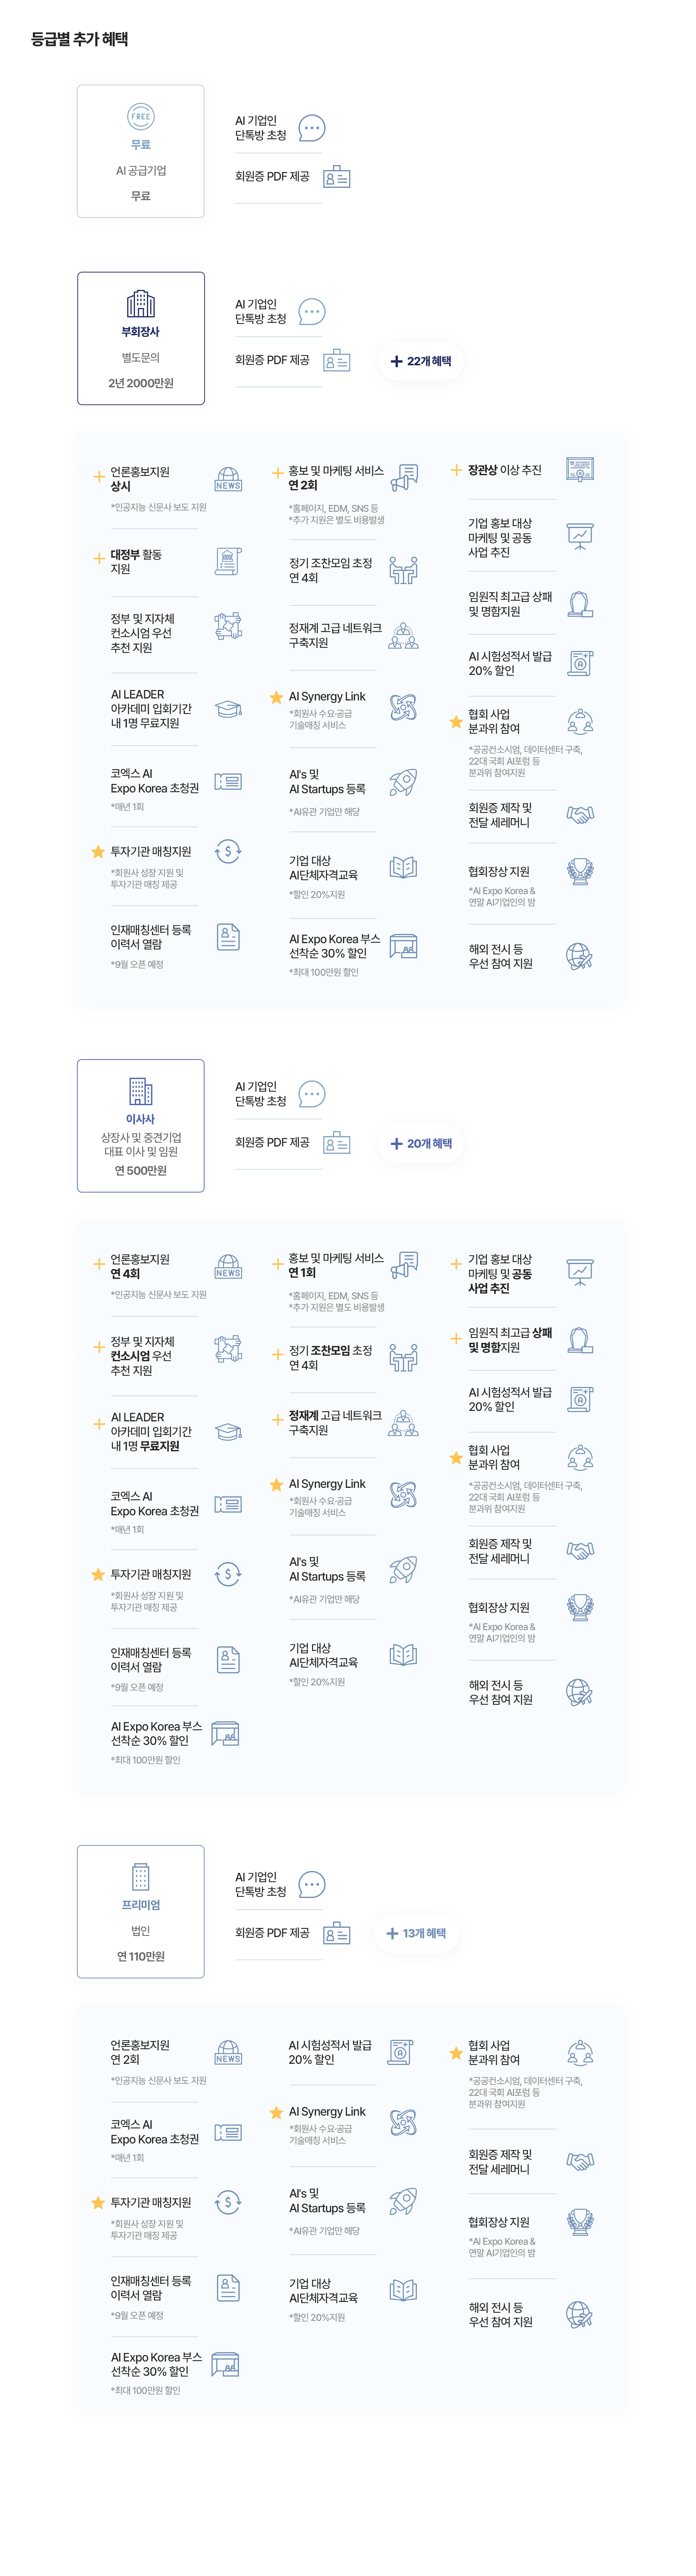 등급별 추가 혜택
FREE
무료
AI 공급기업
무료
AI 기업인
단톡방 초청
회원증 PDF 제공
부회장사
별도문의
2년 2000만원
AI 기업인
단톡방 초청
회원증 PDF 제공
+ 22개 혜택
언론홍보지원
상시
*인공지능 신문사 보도 지원
NEWS
대정부 활동
지원
정부 및 지자체
컨소시엄 우선
추천 지원
AI LEADER
아카데미 입회기간
내 1명 무료지원
코엑스 AI
Expo Korea 초청권
*매년 1회
투자기관 매칭지원
*회원사 성장 지원 및
투자기관 매칭 제공
인재매칭센터 등록
이력서 열람
*9월 오픈 예정
홍보 및 마케팅 서비스
연 2회
*홈페이지, EDM, SNS 등
*추가 지원은 별도 비용발생
정기 조찬모임 초정
연 4회
정재계 고급 네트워크
구축지원
AI Synergy Link
*회원사 수요·공급
기술매칭 서비스
AI's 및
AI Startups 등록
*AI유관 기업만 해당
기업 대상
AI단체자격교육
*할인 20%지원
AI Expo Korea 부스
선착순 30% 할인
*최대 100만원 할인
장관상 이상 추진
기업 홍보 대상
마케팅 및 공동
사업 추진
임원직 최고급 상패
및 명함지원
AI 시험성적서 발급
20% 할인
협회 사업
분과위 참여
*공공컨소시엄, 데이터센터 구축,
22대 국회 AI포럼 등
분과위 참여지원
회원증 제작 및
전달 세레머니
협회장상 지원
*AI Expo Korea &
연말 AI기업인의 밤
해외 전시 등
우선 참여 지원
이사사
상장사 및 중견기업
대표 이사 및 임원
연 500만원
AI 기업인
단톡방 초청
회원증 PDF 제공
+ 20개 혜택
언론홍보지원
연 4회
*인공지능 신문사 보도 지원
NEWS
정부 및 지자체
컨소시엄 우선
추천 지원
AI LEADER
아카데미 입회기간
내 1명 무료지원
코엑스 AI
Expo Korea 초청권
*매년 1회
투자기관 매칭지원
*회원사 성장 지원 및
투자기관 매칭 제공
인재매칭센터 등록
이력서 열람
*9월 오픈 예정
AI Expo Korea 부스
선착순 30% 할인
*최대 100만원 할인
홍보 및 마케팅 서비스
연 1회
*홈페이지, EDM, SNS 등
*추가 지원은 별도 비용발생
정기 조찬모임 초정
연 4회
정재계 고급 네트워크
구축지원
AI Synergy Link
*회원사 수요·공급
기술매칭 서비스
AI's 및
AI Startups 등록
*AI유관 기업만 해당
기업 대상
AI단체자격교육
*할인 20%지원
기업 홍보 대상
마케팅 및 공동
사업 추진
임원직 최고급 상패
및 명함지원
AI 시험성적서 발급
20% 할인
협회 사업
분과위 참여
*공공컨소시엄, 데이터센터 구축,
22대 국회 AI포럼 등
분과위 참여지원
회원증 제작 및
전달 세레머니
협회장상 지원
*AI Expo Korea &
연말 AI기업인의 밤
해외 전시 등
우선 참여 지원
프리미엄
법인
연 110만원
AI 기업인
단톡방 초청
회원증 PDF 제공
+ 13개 혜택
언론홍보지원
연 2회
*인공지능 신문사 보도 지원
NEWS
코엑스 AI
Expo Korea 초청권
*매년 1회
투자기관 매칭지원
*회원사 성장 지원 및
투자기관 매칭 제공
인재매칭센터 등록
이력서 열람
*9월 오픈 예정
AI Expo Korea 부스
선착순 30% 할인
*최대 100만원 할인
AI 시험성적서 발급
20% 할인
AI Synergy Link
*회원사 수요·공급
기술매칭 서비스
AI's 및
AI Startups 등록
*AI유관 기업만 해당
기업 대상
AI단체자격교육
*할인 20%지원
협회 사업
분과위 참여
*공공컨소시엄, 데이터센터 구축,
22대 국회 AI포럼 등
분과위 참여지원
회원증 제작 및
전달 세레머니
협회장상 지원
*AI Expo Korea &
연말 AI기업인의 밤
해외 전시 등
우선 참여 지원